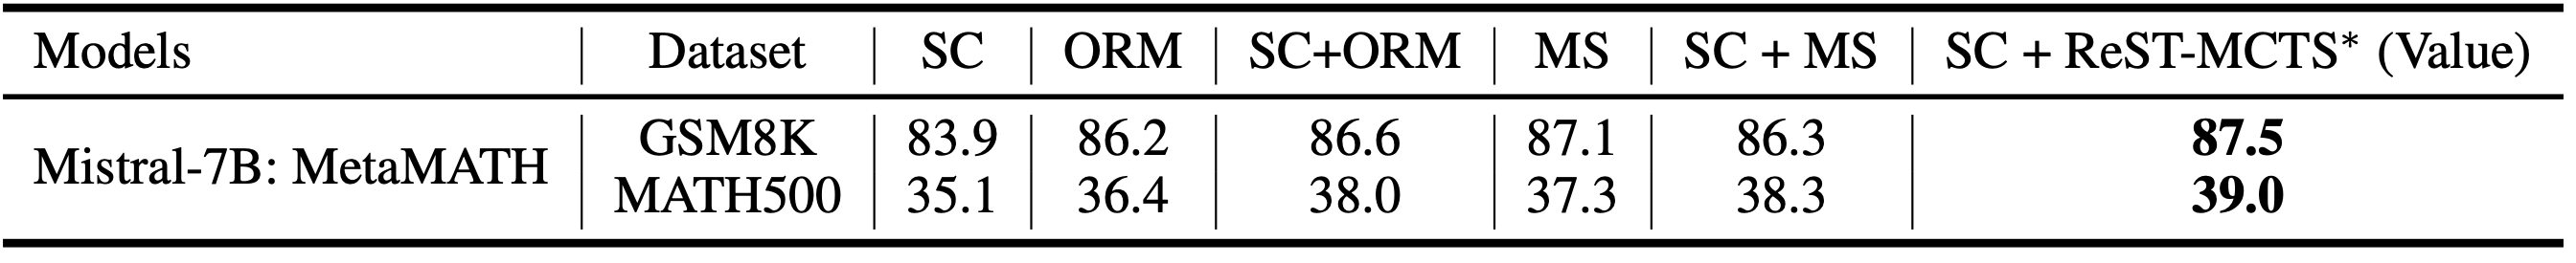 Models Dataset SC ORM SC+ORM MS SC + MS SC + ReST-MCTS* (Value)
GSM8K 83.9 86.2 86.6 87.1 86.3 87.5
Mistral-7B: MetaMATH
MATH500 35.1 36.4 38.0 37.3 38.3 39.0